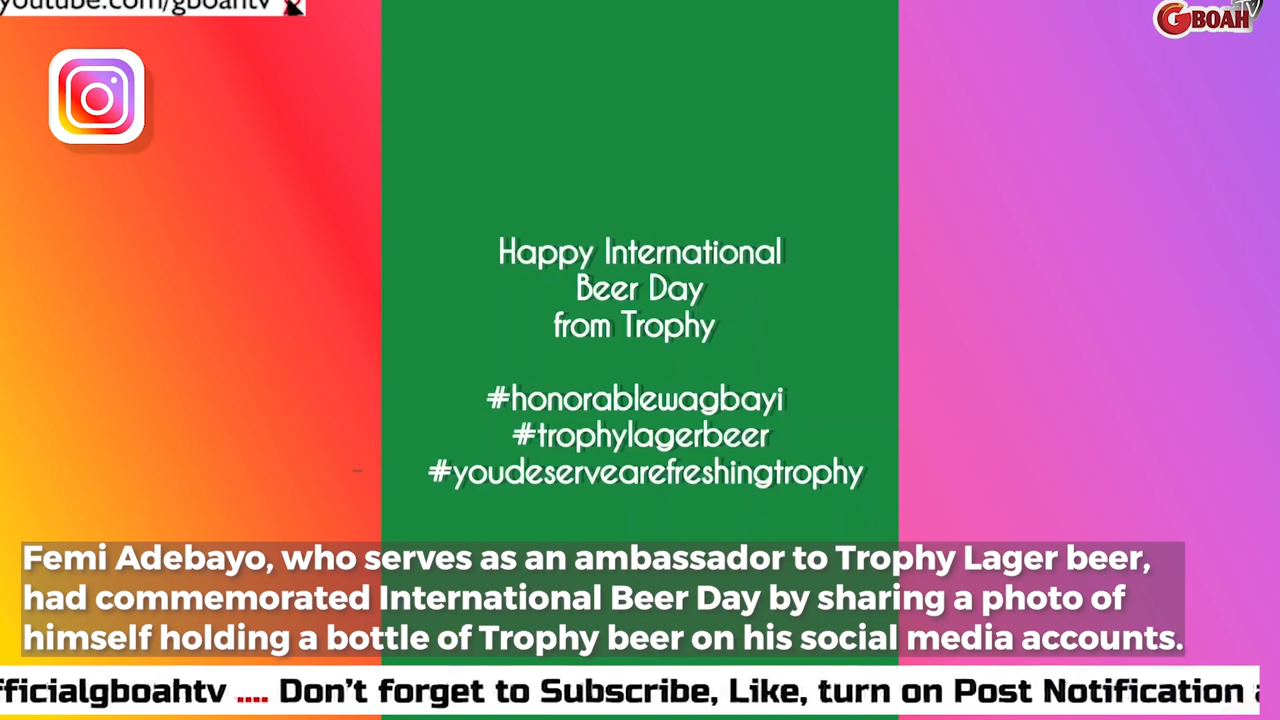 youtube.com/gboahtv
GBOAH TV
Happy International
Beer Day
from Trophy
#honorablewagbayi
#trophylagerbeer
#youdeservearefreshingtrophy
Femi Adebayo, who serves as an ambassador to Trophy Lager beer,
had commemorated International Beer Day by sharing a photo of
himself holding a bottle of Trophy beer on his social media accounts.
fficialgboahtv .... Don’t forget to Subscribe, Like, turn on Post Notification